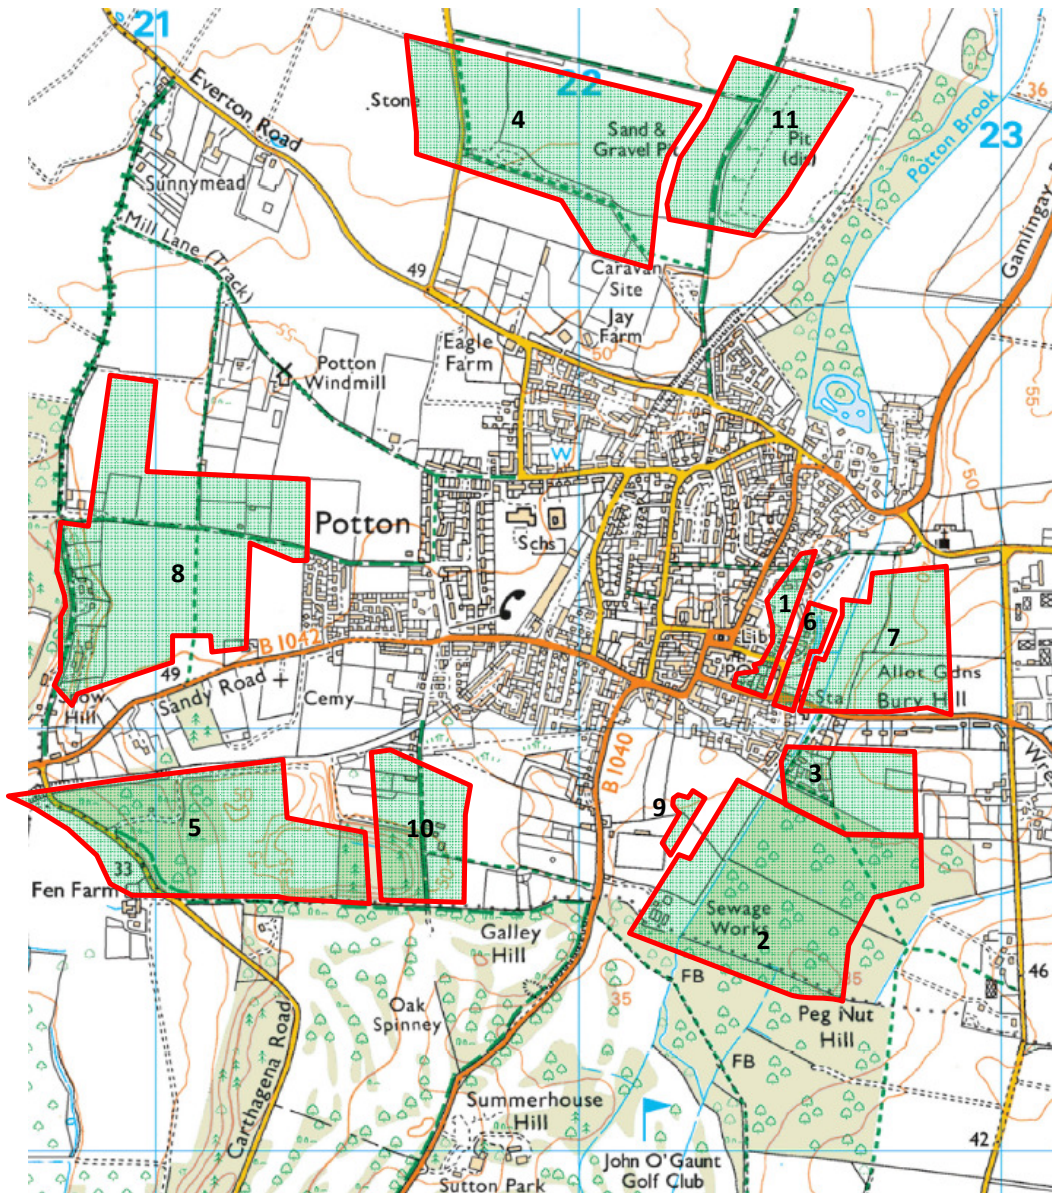 21
22
23
36
Everton Road
Stone
4
Sand &
Gravel Pit
11
Pit
(dis)
Potton Brook
Gamlingay
Sunnymead
Mill Lane (Track)
49
Caravan
Site
Jay
Farm
50
55
Eagle
Farm
Potton
Windmill
55
W
50
Potton
Schs
8
1
6
7
Lib
Allot Gdns
Bury Hill
Sta
B 1042
49
Sandy Road
Cemy
Hill
B 1040
3
9
5
10
33
Fen Farm
Sewage
Works
2
Galley
Hill
FB
35
35
46
Oak
Spinney
Peg Nut
Hill
FB
Carthagena Road
Summerhouse
Hill
42
John O'Gaunt
Golf Club
Sutton Park